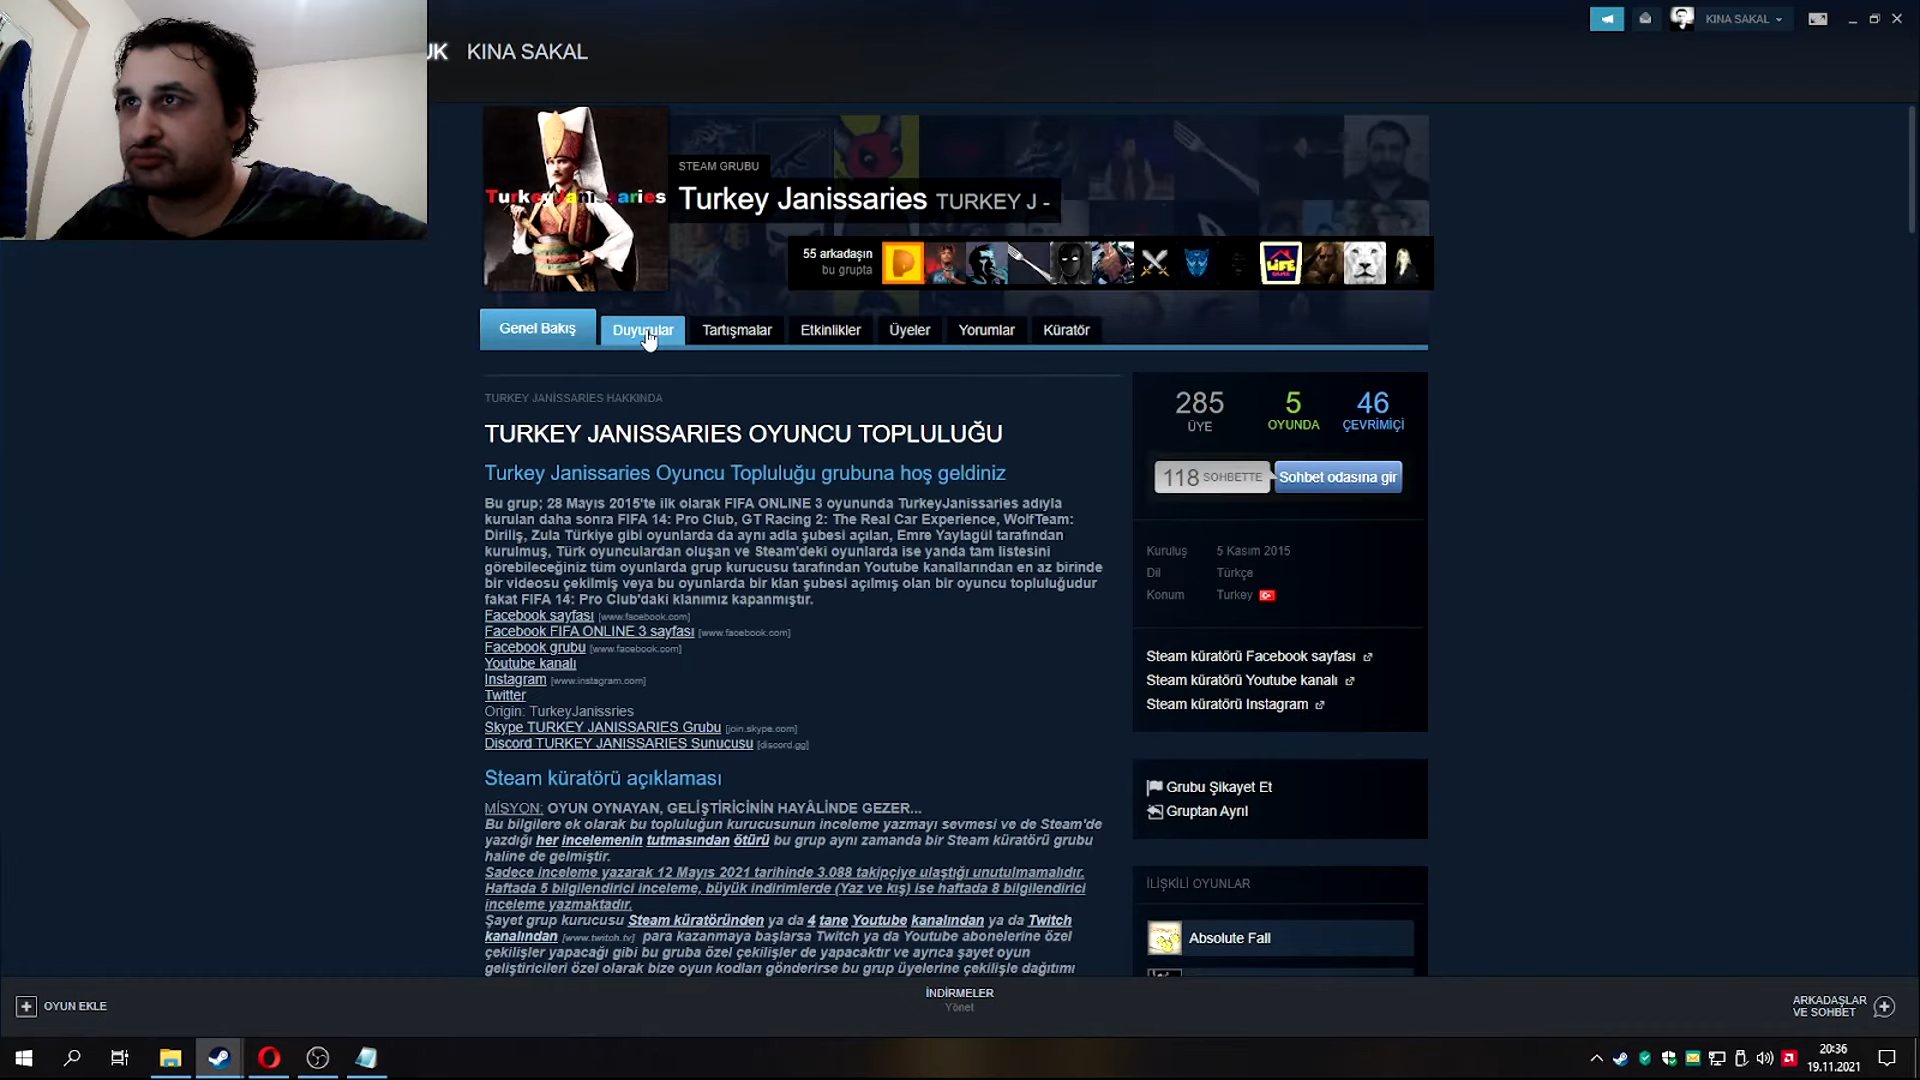 UK KINA SAKAL
KINA SAKAL
STEAM GRUBU
Turkey Janissaries TURKEY J -
55 arkadaşın
bu grupta
Genel Bakış
Duyurular
Tartışmalar
Etkinlikler
Üyeler
Yorumlar
Küratör
TURKEY JANİSSARİES HAKKINDA
TURKEY JANISSARIES OYUNCU TOPLULUĞU
Turkey Janissaries Oyuncu Topluluğu grubuna hoş geldiniz
Bu grup; 28 Mayıs 2015'te ilk olarak FIFA ONLINE 3 oyununda TurkeyJanissaries adıyla
kurulan daha sonra FIFA 14: Pro Club, GT Racing 2: The Real Car Experience, WolfTeam:
Diriliş, Zula Türkiye gibi oyunlarda da aynı adla şubesi açılan, Emre Yaylagül tarafından
kurulmuş, Türk oyunculardan oluşan ve Steam'deki oyunlarda ise yanda tam listesini
görebileceğiniz tüm oyunlarda grup kurucusu tarafından Youtube kanallarından en az birinde
bir videosu çekilmiş veya bu oyunlarda bir klan şubesi açılmış olan bir oyuncu topluluğudur
fakat FIFA 14: Pro Club'daki klanımız kapanmıştır.
Facebook sayfası [www.facebook.com]
Facebook FIFA ONLINE 3 sayfası [www.facebook.com]
Facebook grubu [www.facebook.com]
Youtube kanalı
Instagram [www.instagram.com]
Twitter
Origin: TurkeyJanissries
Skype TURKEY JANISSARIES Grubu [join.skype.com]
Discord TURKEY JANISSARIES Sunucusu [discord.gg]
Steam küratörü açıklaması
MİSYON: OYUN OYNAYAN, GELİŞTİRİCİNİN HAYÂLİNDE GEZER...
Bu bilgilere ek olarak bu topluluğun kurucusunun inceleme yazmayı sevmesi ve de Steam'de
yazdığı her incelemenin tutmasından ötürü bu grup aynı zamanda bir Steam küratörü grubu
haline de gelmiştir.
Sadece inceleme yazarak 12 Mayıs 2021 tarihinde 3.088 takipçiye ulaştığı unutulmamalıdır.
Haftada 5 bilgilendirici inceleme, büyük indirimlerde (Yaz ve kış) ise haftada 8 bilgilendirici
inceleme yazmaktadır.
Şayet grup kurucusu Steam küratöründen ya da 4 tane Youtube kanalından ya da Twitch
kanalından [www.twitch.tv] para kazanmaya başlarsa Twitch ya da Youtube abonelerine özel
çekilişler yapacağı gibi bu gruba özel çekilişler de yapacaktır ve ayrıca şayet oyun
geliştiricileri özel olarak bize oyun kodları gönderirse bu grup üyelerine çekilişle dağıtımı
285
ÜYE
5
OYUNDA
46
ÇEVRİMİÇİ
118 SOHBETTE
Sohbet odasına gir
Kuruluş 5 Kasım 2015
Dil Türkçe
Konum Turkey
Steam küratörü Facebook sayfası
Steam küratörü Youtube kanalı
Steam küratörü Instagram
Grubu Şikayet Et
Gruptan Ayrıl
İLİŞKİLİ OYUNLAR
Absolute Fall
OYUN EKLE
İNDİRMELER
Yönet
ARKADAŞLAR
VE SOHBET
20:36
19.11.2021